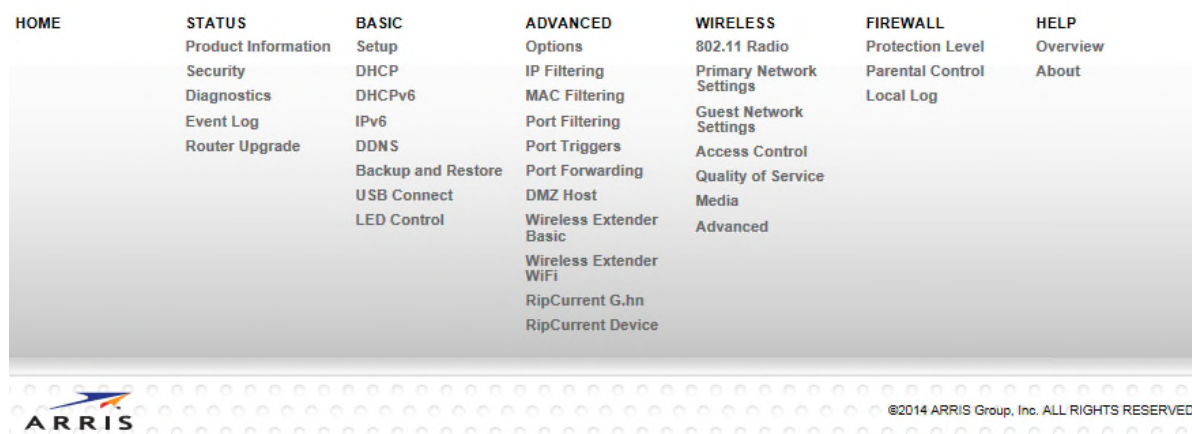 HOME
STATUS
Product Information
Security
Diagnostics
Event Log
Router Upgrade
BASIC
Setup
DHCP
DHCPv6
IPv6
DDNS
Backup and Restore
USB Connect
LED Control
ADVANCED
Options
IP Filtering
MAC Filtering
Port Filtering
Port Triggers
Port Forwarding
DMZ Host
Wireless Extender
Basic
Wireless Extender
WiFi
RipCurrent G.hn
RipCurrent Device
WIRELESS
802.11 Radio
Primary Network
Settings
Guest Network
Settings
Access Control
Quality of Service
Media
Advanced
FIREWALL
Protection Level
Parental Control
Local Log
HELP
Overview
About
ARRIS
©2014 ARRIS Group, Inc. ALL RIGHTS RESERVED